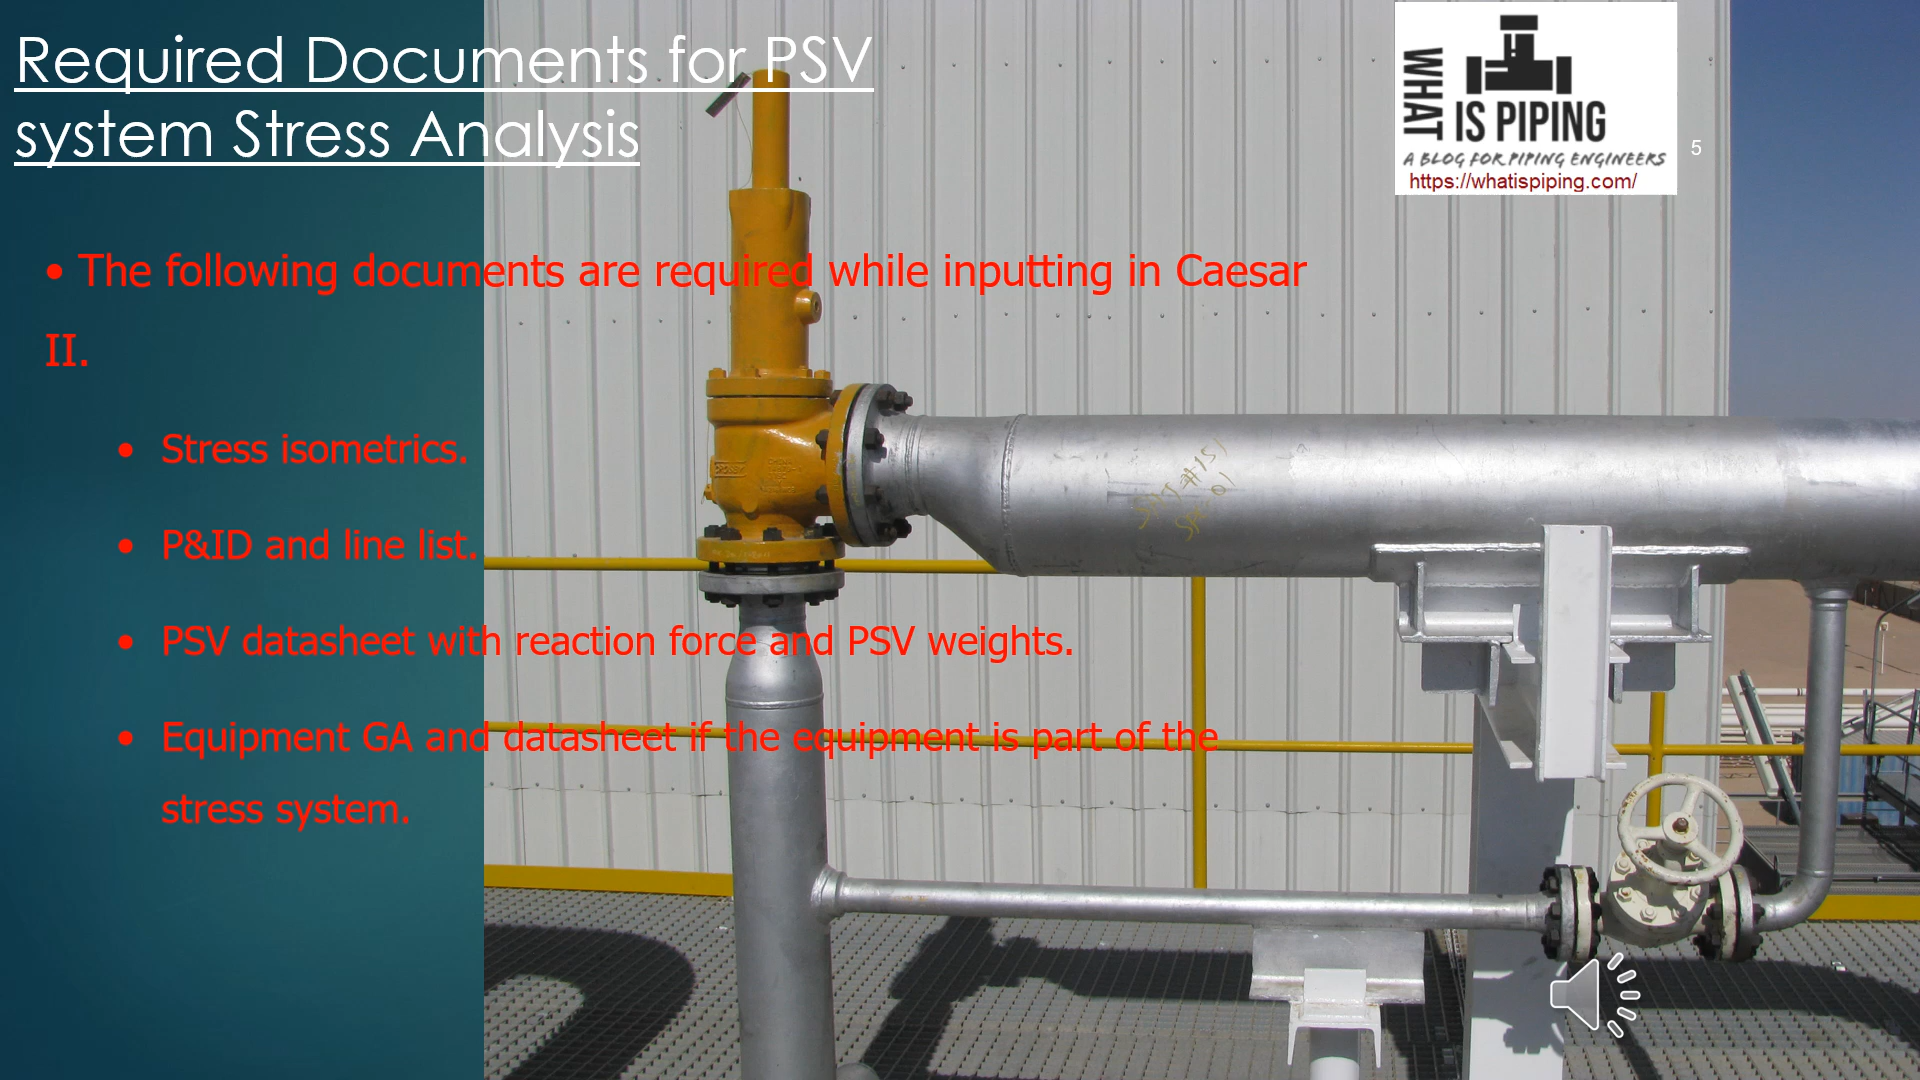 Required Documents for PSV
system Stress Analysis
WHAT
IS PIPING
A BLOG FOR PIPING ENGINEERS
https://whatispiping.com/
5
• The following documents are required while inputting in Caesar
II.
• Stress isometrics.
• P&ID and line list.
• PSV datasheet with reaction force and PSV weights.
• Equipment GA and datasheet if the equipment is part of the
stress system.